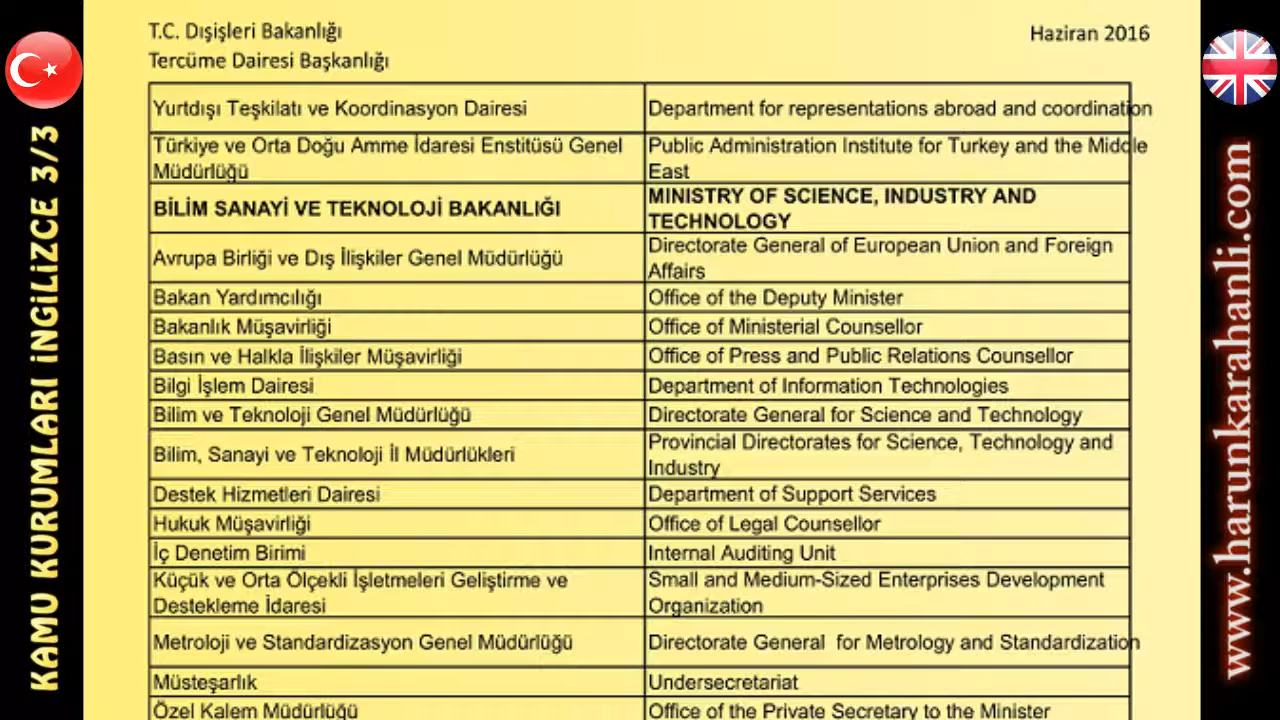 T.C. Dışişleri Bakanlığı
Haziran 2016
Tercüme Dairesi Başkanlığı
Yurtdışı Teşkilatı ve Koordinasyon Dairesi
Department for representations abroad and coordination
Türkiye ve Orta Doğu Amme İdaresi Enstitüsü Genel
Müdürlüğü
Public Administration Institute for Turkey and the Middle
East
BİLİM SANAYİ VE TEKNOLOJİ BAKANLIĞI
MINISTRY OF SCIENCE, INDUSTRY AND
TECHNOLOGY
Avrupa Birliği ve Dış İlişkiler Genel Müdürlüğü
Directorate General of European Union and Foreign
Affairs
Bakan Yardımcılığı
Office of the Deputy Minister
Bakanlık Müşavirliği
Office of Ministerial Counsellor
Basın ve Halkla İlişkiler Müşavirliği
Office of Press and Public Relations Counsellor
Bilgi İşlem Dairesi
Department of Information Technologies
Bilim ve Teknoloji Genel Müdürlüğü
Directorate General for Science and Technology
Bilim, Sanayi ve Teknoloji İl Müdürlükleri
Provincial Directorates for Science, Technology and
Industry
Destek Hizmetleri Dairesi
Department of Support Services
Hukuk Müşavirliği
Office of Legal Counsellor
İç Denetim Birimi
Internal Auditing Unit
Küçük ve Orta Ölçekli İşletmeleri Geliştirme ve
Destekleme İdaresi
Small and Medium-Sized Enterprises Development
Organization
Metroloji ve Standardizasyon Genel Müdürlüğü
Directorate General  for Metrology and Standardization
Müsteşarlık
Undersecretariat
Özel Kalem Müdürlüğü
Office of the Private Secretary to the Minister
KAMU KURUMLARI İNGİLİZCE 3/3
www.harunkarahanli.com